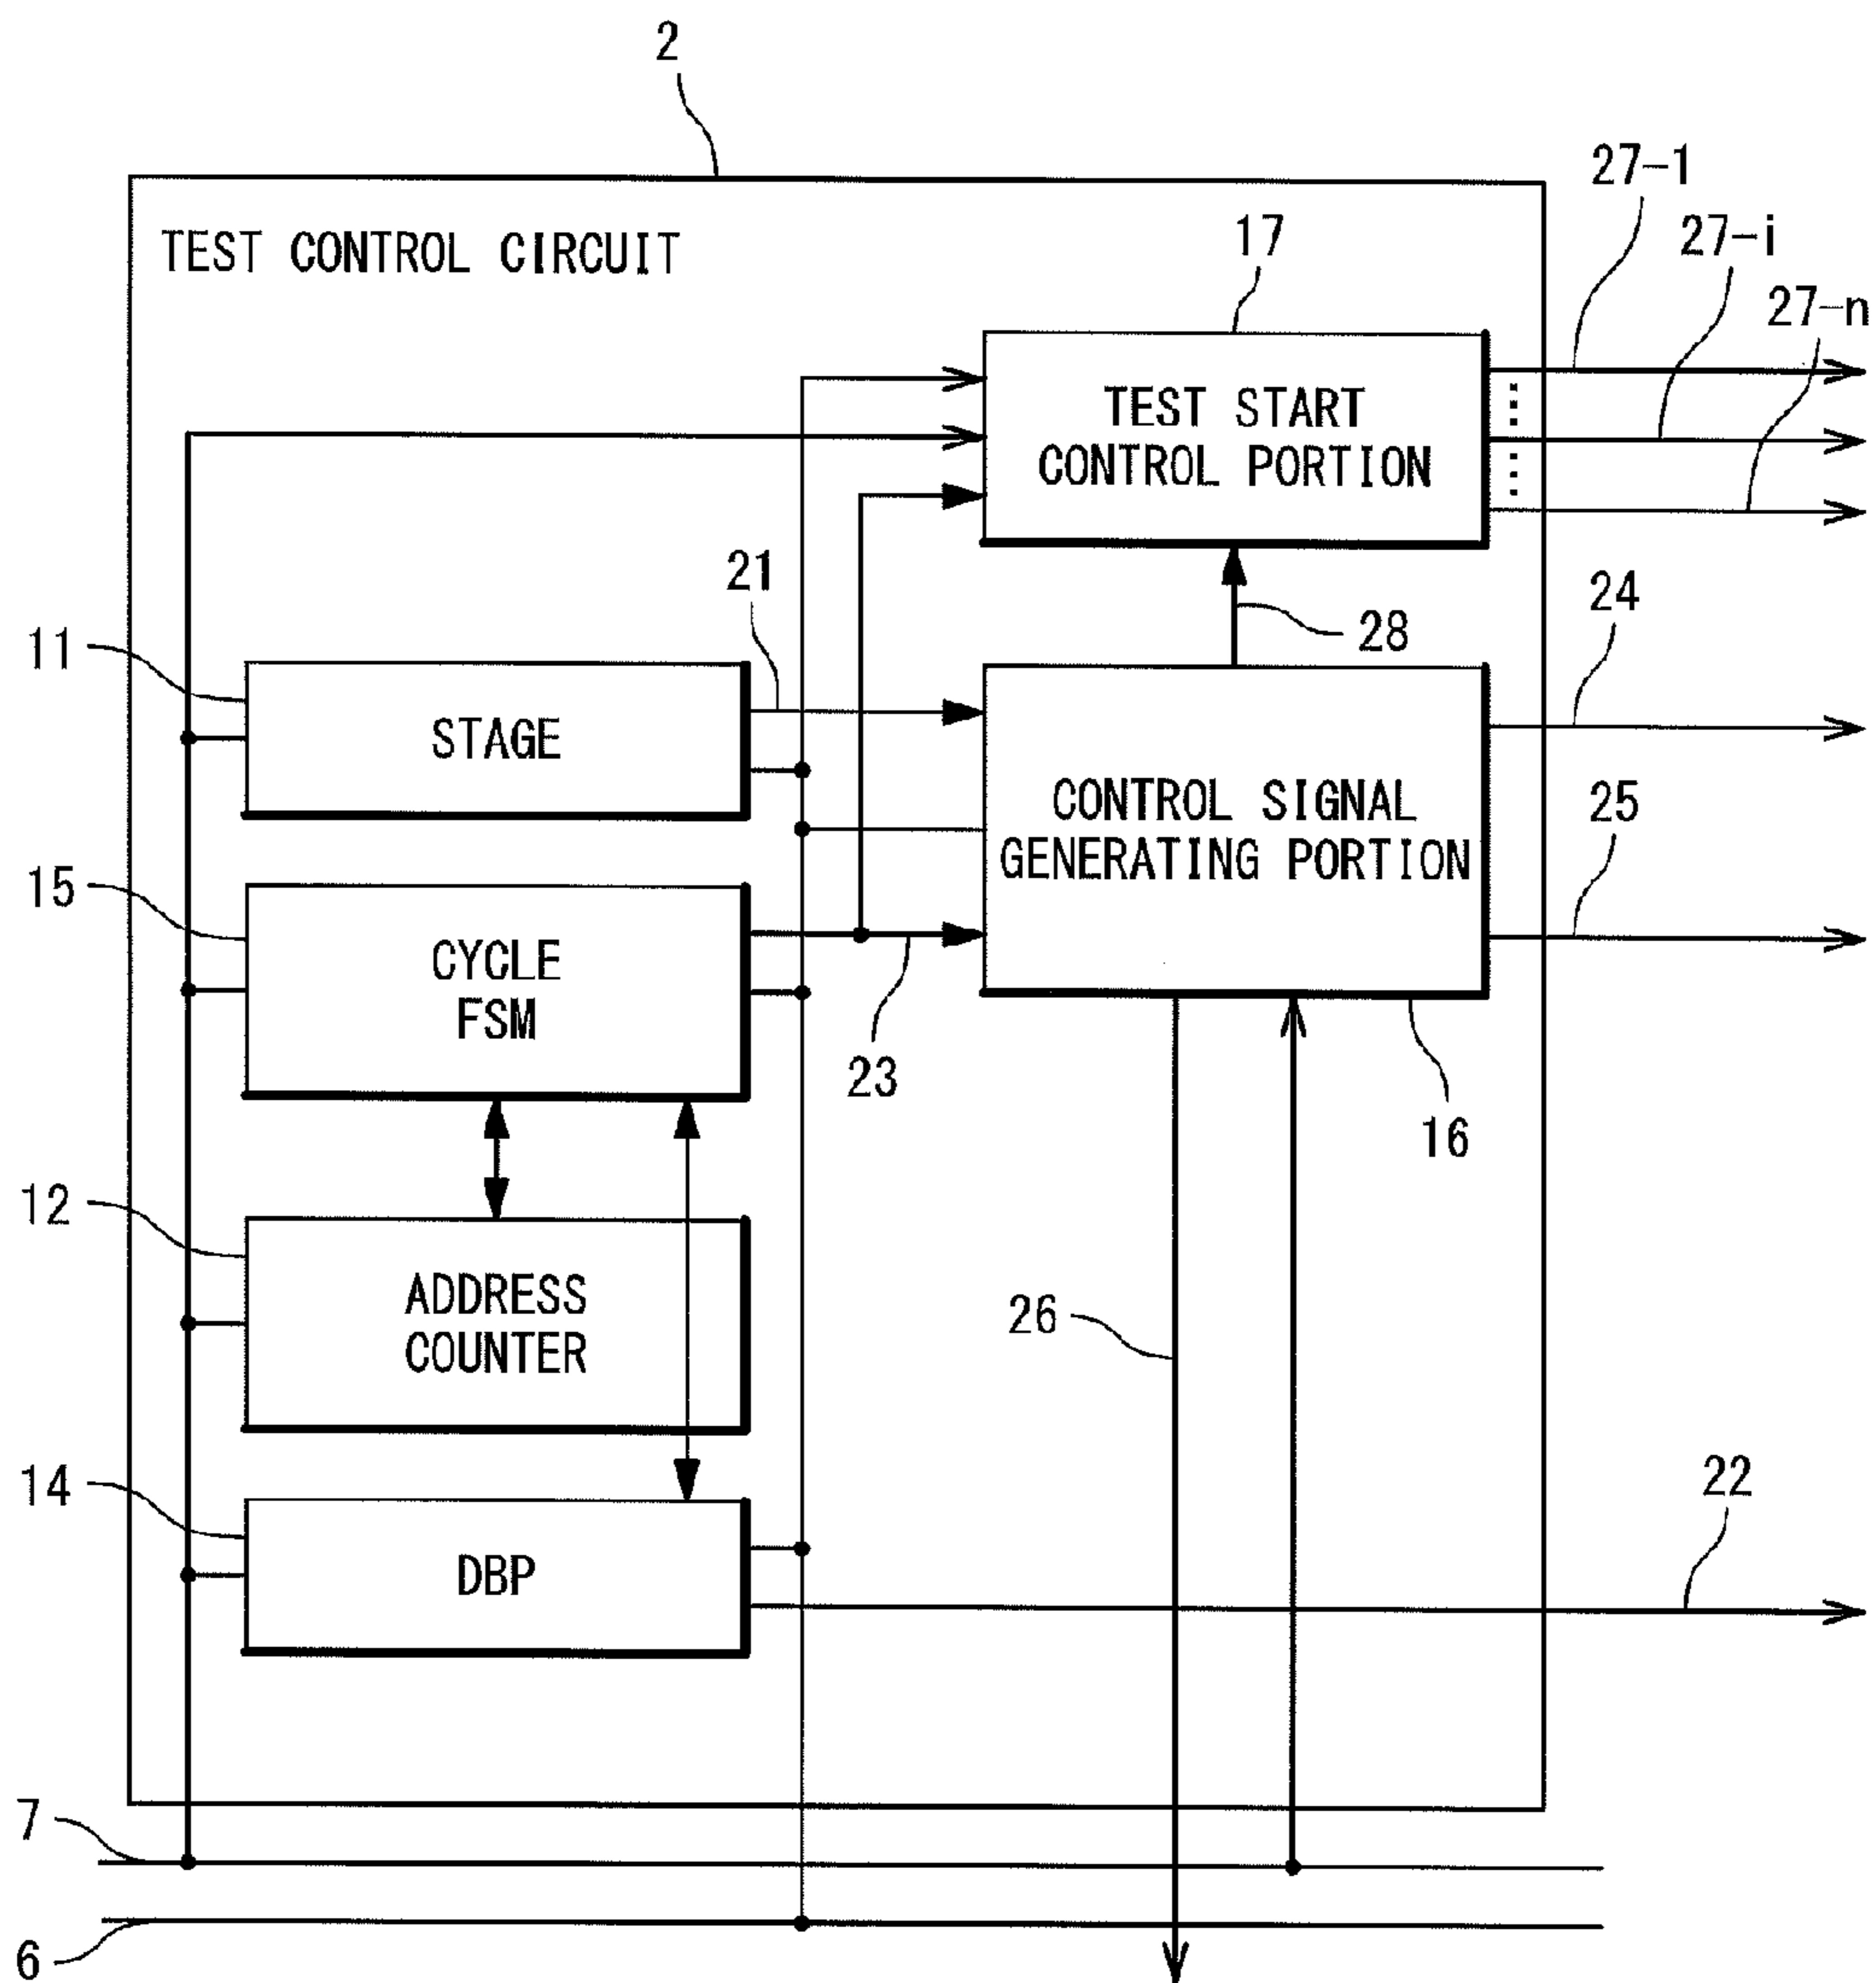 2
27-1
TEST CONTROL CIRCUIT
17
27-i
27-n
TEST START
CONTROL PORTION
21
28
24
11
STAGE
CONTROL SIGNAL
GENERATING PORTION
25
15
CYCLE
FSM
23
16
12
ADDRESS
COUNTER
26
14
DBP
22
7
6